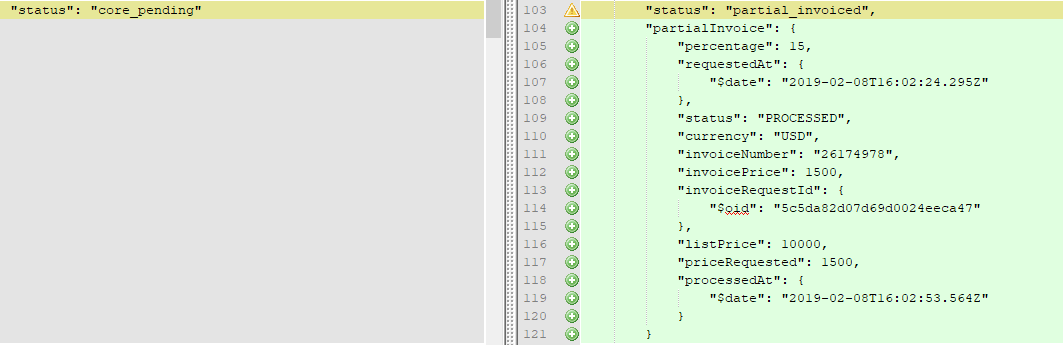 "status": "core_pending"
103 "status": "partial_invoiced",
104 "partialInvoice": {
105 "percentage": 15,
106 "requestedAt": {
107 "$date": "2019-02-08T16:02:24.295Z"
108 },
109 "status": "PROCESSED",
110 "currency": "USD",
111 "invoiceNumber": "26174978",
112 "invoicePrice": 1500,
113 "invoiceRequestId": {
114 "$oid": "5c5da82d07d69d0024eeca47"
115 },
116 "listPrice": 10000,
117 "priceRequested": 1500,
118 "processedAt": {
119 "$date": "2019-02-08T16:02:53.564Z"
120 }
121 }